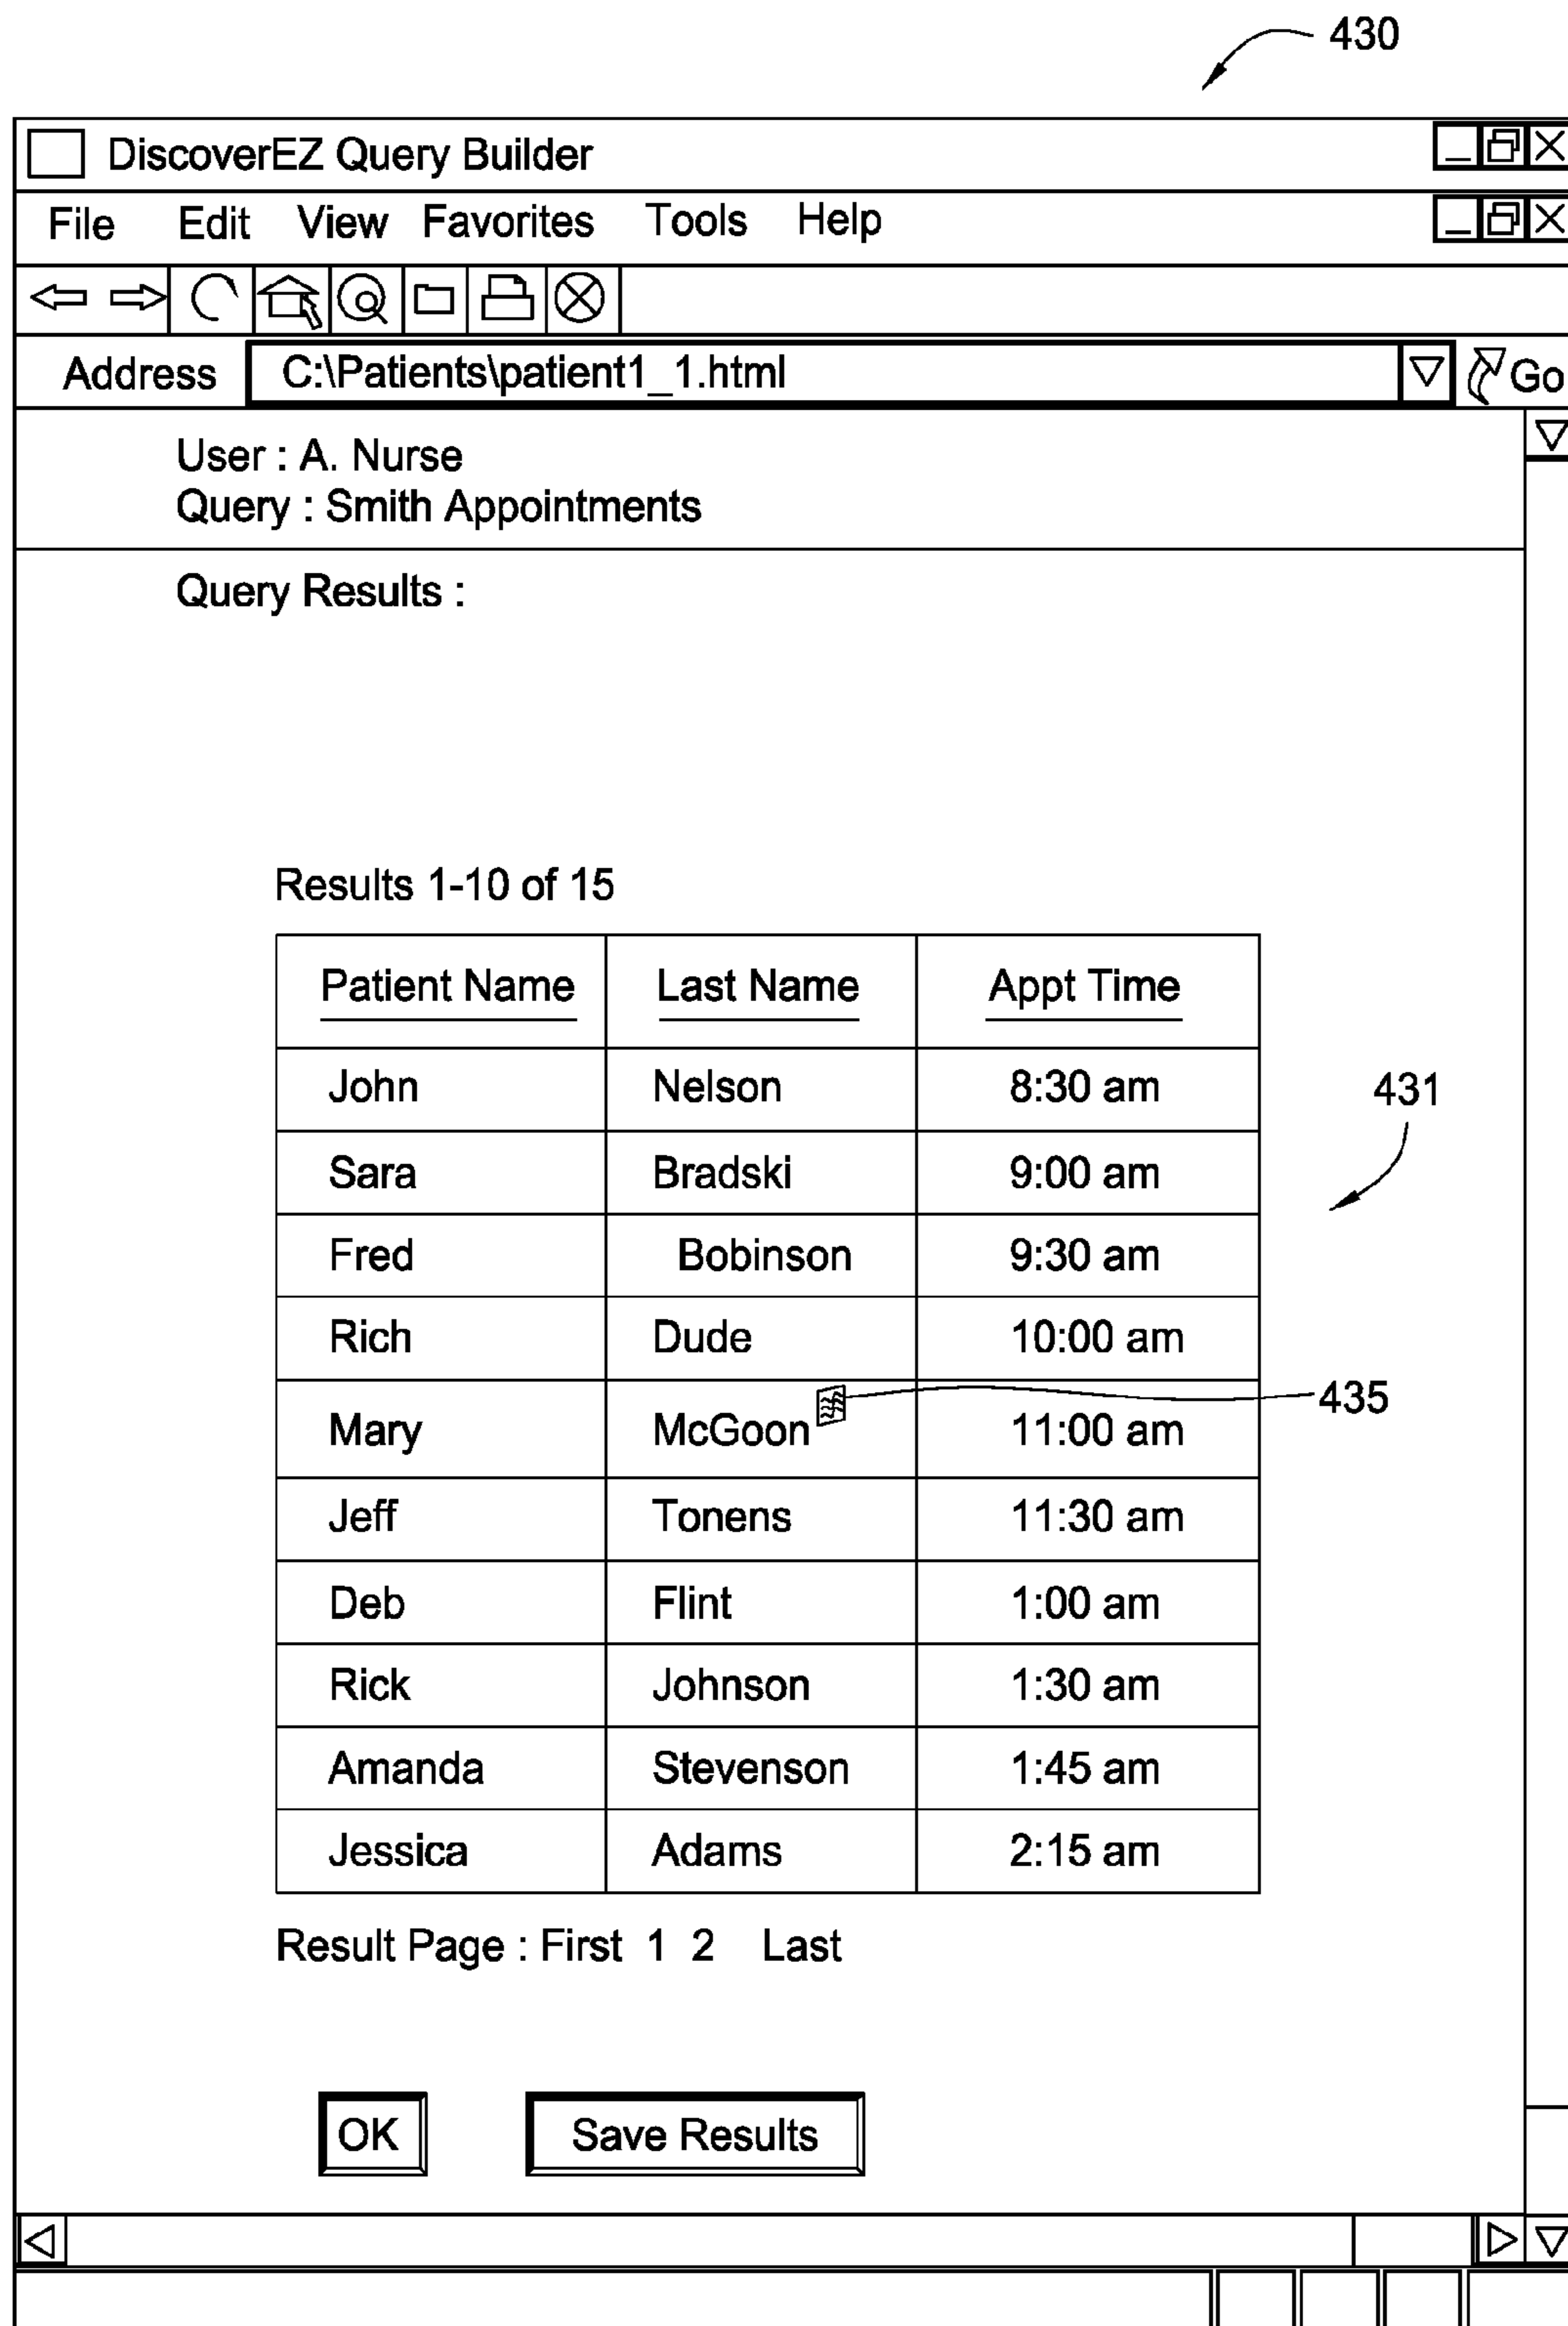 430
DiscoverEZ Query Builder
File Edit View Favorites Tools Help
Address C:\Patients\patient1_1.html Go
User : A. Nurse
Query : Smith Appointments
Query Results :
Results 1-10 of 15
Patient Name Last Name Appt Time
John Nelson 8:30 am
431
Sara Bradski 9:00 am
Fred Bobinson 9:30 am
Rich Dude 10:00 am
435
Mary McGoon 11:00 am
Jeff Tonens 11:30 am
Deb Flint 1:00 am
Rick Johnson 1:30 am
Amanda Stevenson 1:45 am
Jessica Adams 2:15 am
Result Page : First 1 2 Last
OK Save Results